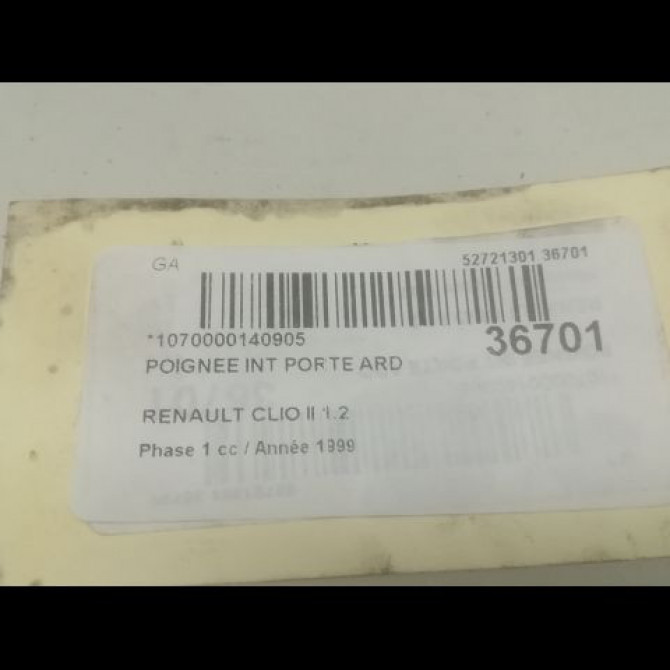 GA
52721301 36701
*1070000140905
36701
POIGNEE INT PORTE ARD
RENAULT CLIO II 1.2
Phase 1 cc / Année 1999